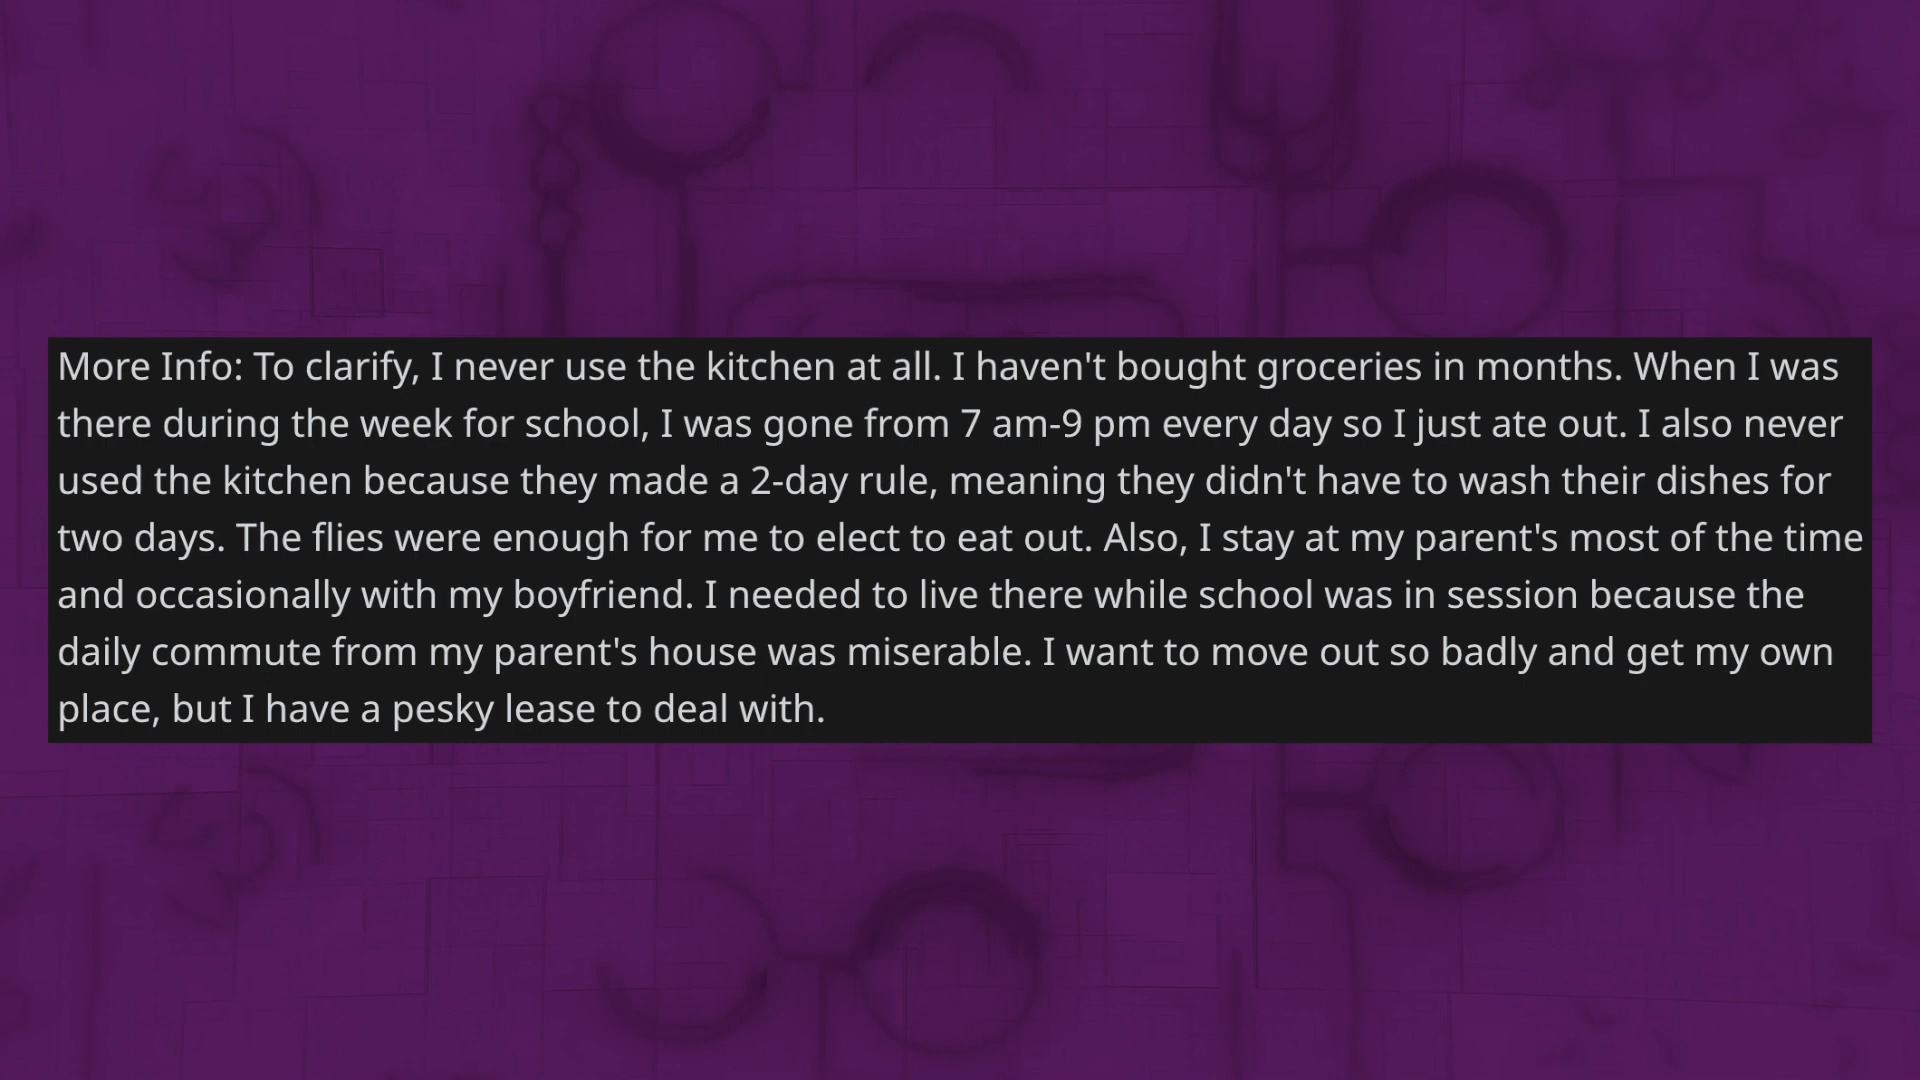 More Info: To clarify, I never use the kitchen at all. I haven't bought groceries in months. When I was
there during the week for school, I was gone from 7 am-9 pm every day so I just ate out. I also never
used the kitchen because they made a 2-day rule, meaning they didn't have to wash their dishes for
two days. The flies were enough for me to elect to eat out. Also, I stay at my parent's most of the time
and occasionally with my boyfriend. I needed to live there while school was in session because the
daily commute from my parent's house was miserable. I want to move out so badly and get my own
place, but I have a pesky lease to deal with.